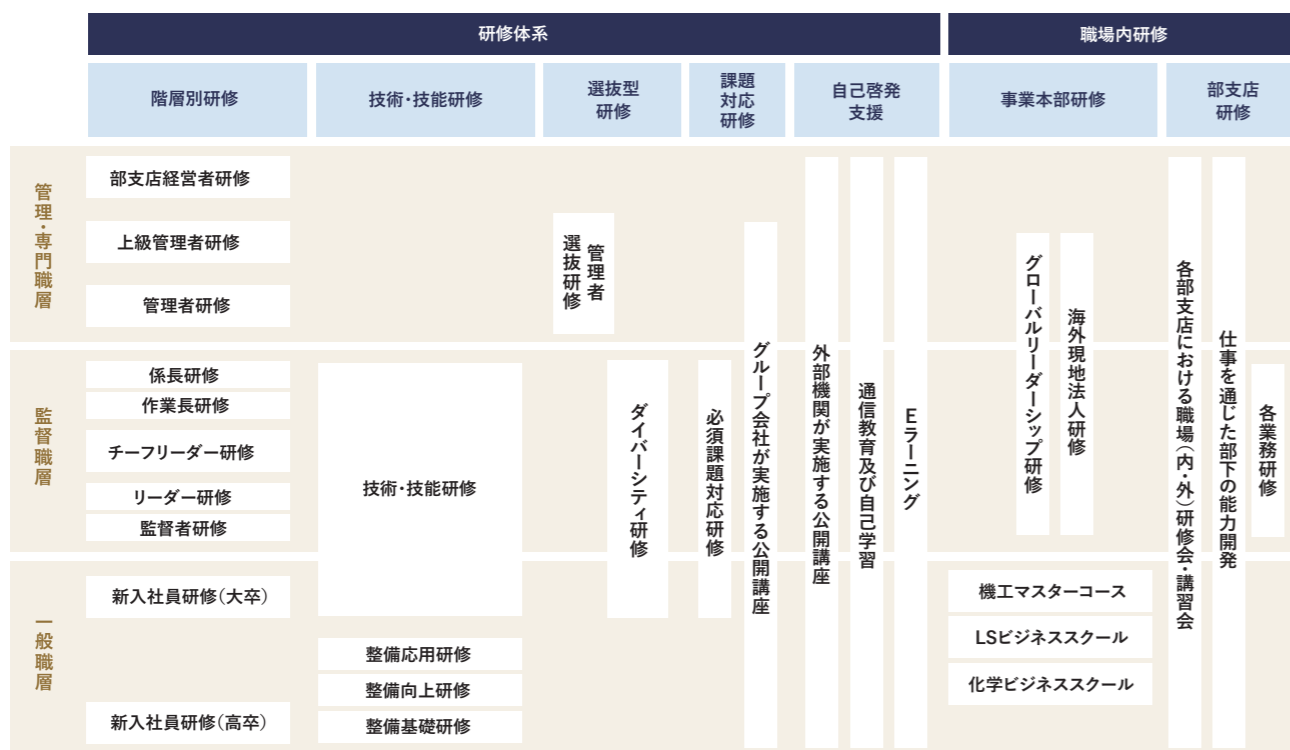 研修体系
職場内研修
階層別研修
技術・技能研修
選抜型
研修
課題
対応
研修
自己啓発
支援
事業本部研修
部支店
研修
管理・専門職層
部支店経営者研修
上級管理者研修
管理者研修
管理者
選抜研修
監督職層
係長研修
作業長研修
チーフリーダー研修
リーダー研修
監督者研修
技術・技能研修
ダイバーシティ研修
必須課題対応研修
グループ会社が実施する公開講座
外部機関が実施する公開講座
通信教育及び自己学習
Eラーニング
グローバルリーダーシップ研修
海外現地法人研修
各部支店における職場(内・外)研修会・講習会
仕事を通じた部下の能力開発
各業務研修
一般職層
新入社員研修(大卒)
新入社員研修(高卒)
整備応用研修
整備向上研修
整備基礎研修
機工マスターコース
LSビジネススクール
化学ビジネススクール